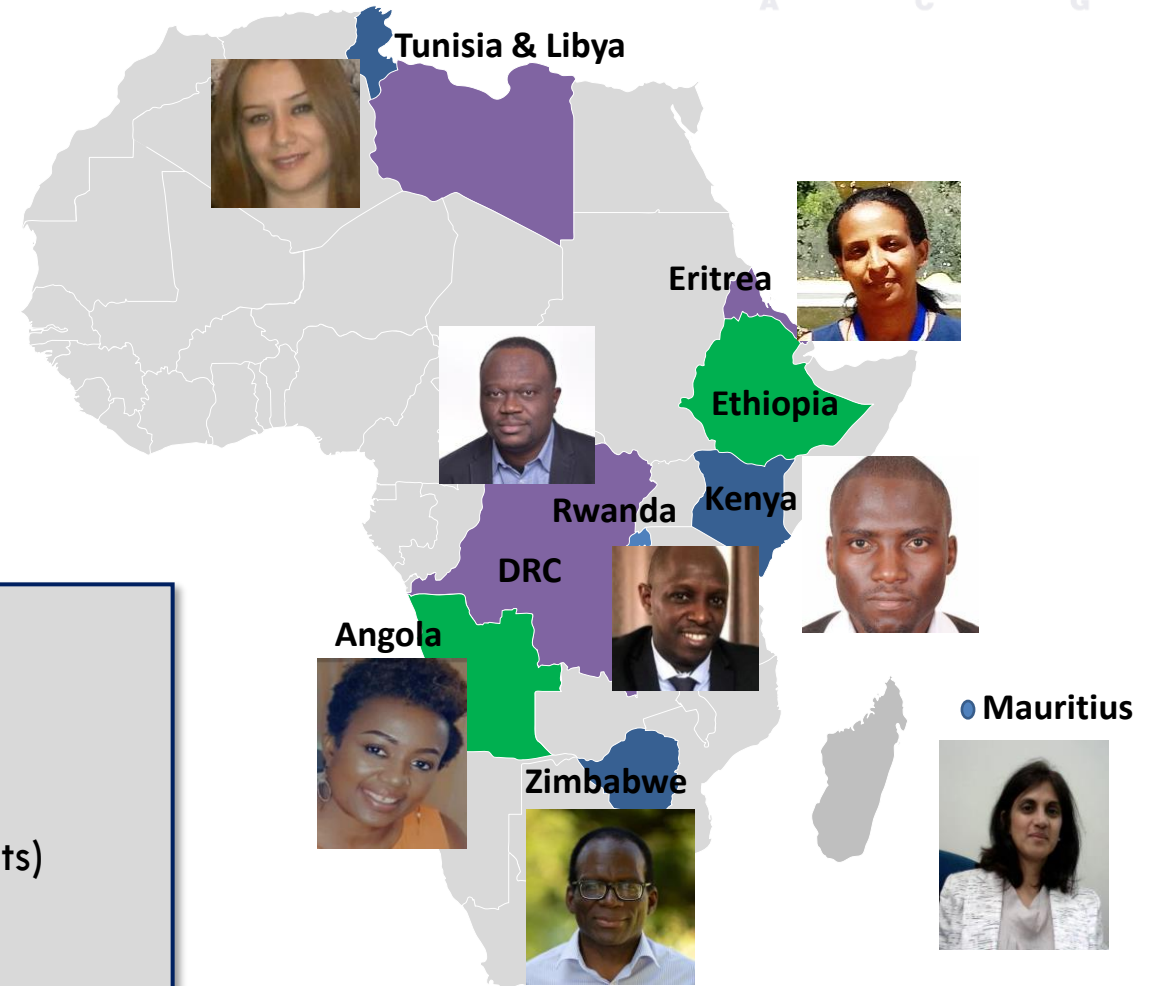 A C G
Tunisia & Libya
Eritrea
Ethiopia
Kenya
Rwanda
DRC
Angola
Mauritius
Zimbabwe
ts)